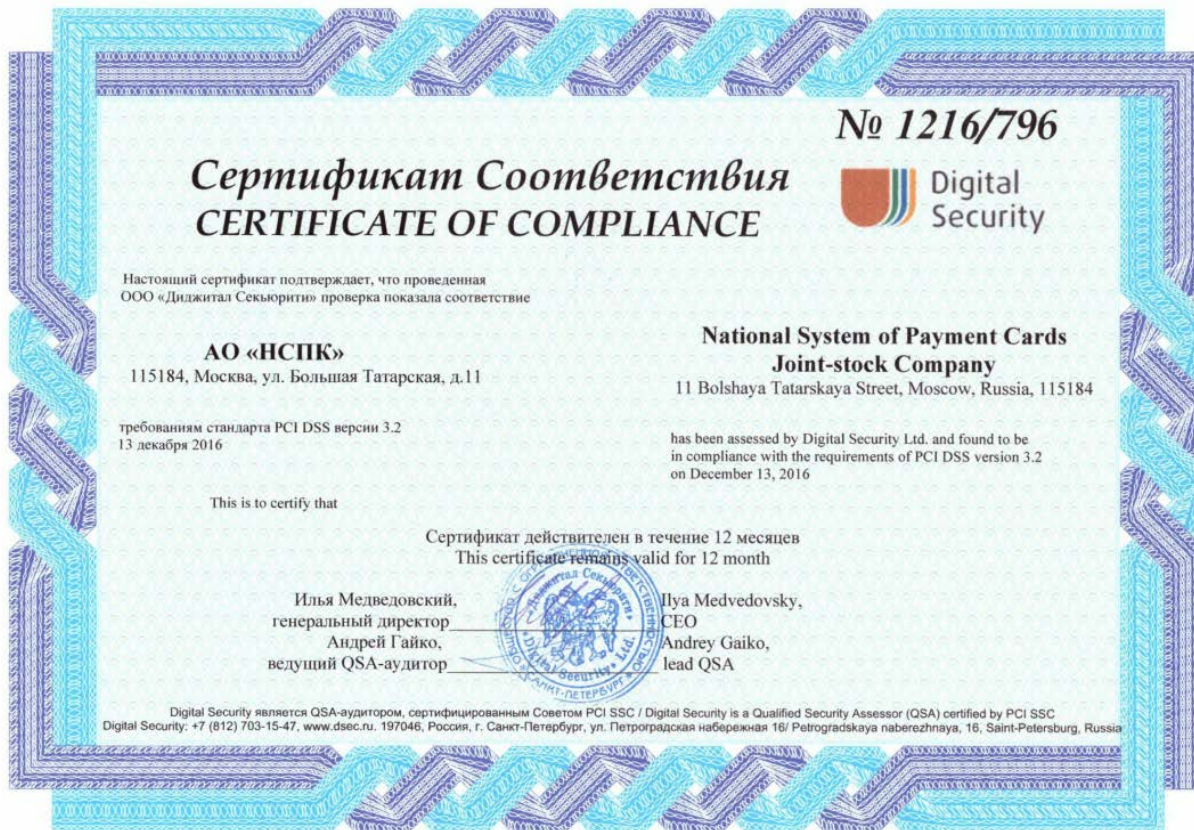 № 1216/796
Сертификат Соответствия
CERTIFICATE OF COMPLIANCE
Digital
Security
Настоящий сертификат подтверждает, что проведенная
ООО «Диджитал Секьюрити» проверка показала соответствие
АО «НСПК»
115184, Москва, ул. Большая Татарская, д.11
требованиям стандарта PCI DSS версии 3.2
13 декабря 2016
National System of Payment Cards
Joint-stock Company
11 Bolshaya Tatarskaya Street, Moscow, Russia, 115184
has been assessed by Digital Security Ltd. and found to be
in compliance with the requirements of PCI DSS version 3.2
on December 13, 2016
This is to certify that
Сертификат действителен в течение 12 месяцев
This certificate remains valid for 12 month
Илья Медведовский,
генеральный директор
Андрей Гайко,
ведущий QSA-аудитор
Ilya Medvedovsky,
CEO
Andrey Gaiko,
lead QSA
Диджитал Секьюрити
Digital Security Ltd.
САНКТ-ПЕТЕРБУРГ
Digital Security является QSA-аудитором, сертифицированным Советом PCI SSC / Digital Security is a Qualified Security Assessor (QSA) certified by PCI SSC
Digital Security: +7 (812) 703-15-47, www.dsec.ru. 197046, Россия, г. Санкт-Петербург, ул. Петроградская набережная 16/ Petrogradskaya naberezhnaya, 16, Saint-Petersburg, Russia